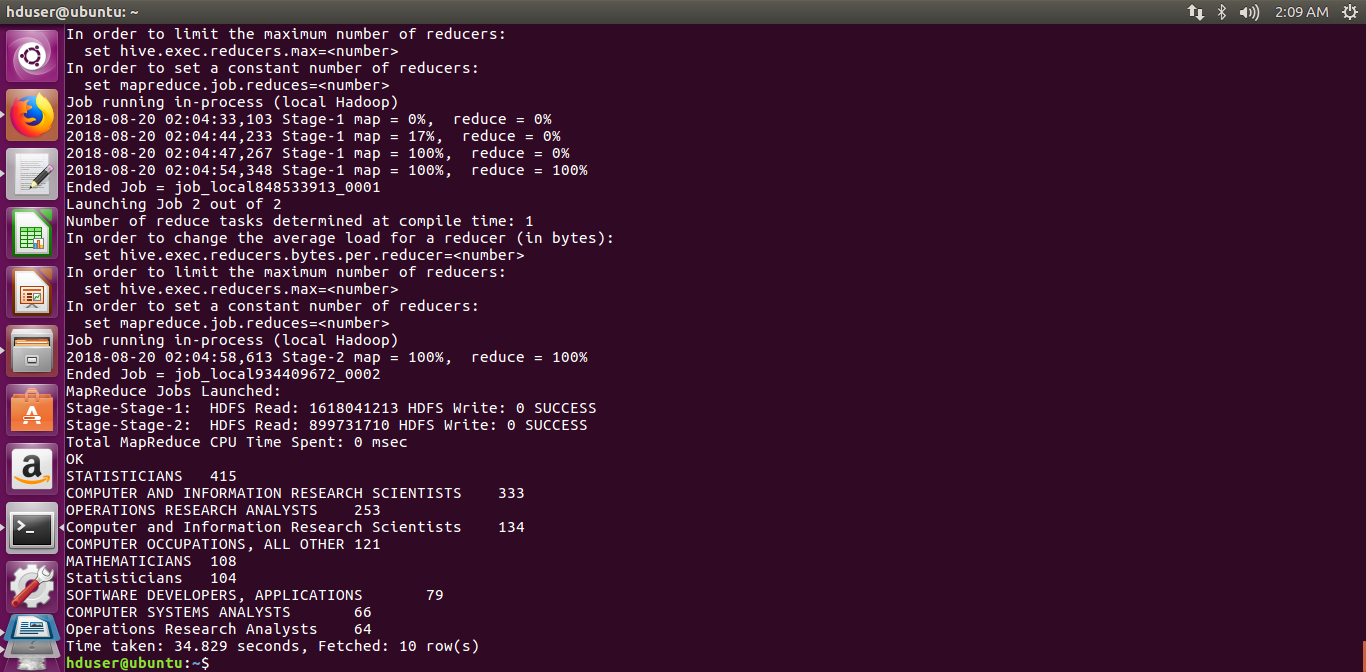 hduser@ubuntu: ~
2:09 AM
In order to limit the maximum number of reducers:
  set hive.exec.reducers.max=<number>
In order to set a constant number of reducers:
  set mapreduce.job.reduces=<number>
Job running in-process (local Hadoop)
2018-08-20 02:04:33,103 Stage-1 map = 0%,  reduce = 0%
2018-08-20 02:04:44,233 Stage-1 map = 17%,  reduce = 0%
2018-08-20 02:04:47,267 Stage-1 map = 100%,  reduce = 0%
2018-08-20 02:04:54,348 Stage-1 map = 100%,  reduce = 100%
Ended Job = job_local848533913_0001
Launching Job 2 out of 2
Number of reduce tasks determined at compile time: 1
In order to change the average load for a reducer (in bytes):
  set hive.exec.reducers.bytes.per.reducer=<number>
In order to limit the maximum number of reducers:
  set hive.exec.reducers.max=<number>
In order to set a constant number of reducers:
  set mapreduce.job.reduces=<number>
Job running in-process (local Hadoop)
2018-08-20 02:04:58,613 Stage-2 map = 100%,  reduce = 100%
Ended Job = job_local934409672_0002
MapReduce Jobs Launched:
Stage-Stage-1:  HDFS Read: 1618041213 HDFS Write: 0 SUCCESS
Stage-Stage-2:  HDFS Read: 899731710 HDFS Write: 0 SUCCESS
Total MapReduce CPU Time Spent: 0 msec
OK
STATISTICIANS   415
COMPUTER AND INFORMATION RESEARCH SCIENTISTS    333
OPERATIONS RESEARCH ANALYSTS    253
Computer and Information Research Scientists    134
COMPUTER OCCUPATIONS, ALL OTHER 121
MATHEMATICIANS  108
Statisticians   104
SOFTWARE DEVELOPERS, APPLICATIONS       79
COMPUTER SYSTEMS ANALYSTS       66
Operations Research Analysts    64
Time taken: 34.829 seconds, Fetched: 10 row(s)
hduser@ubuntu:~$